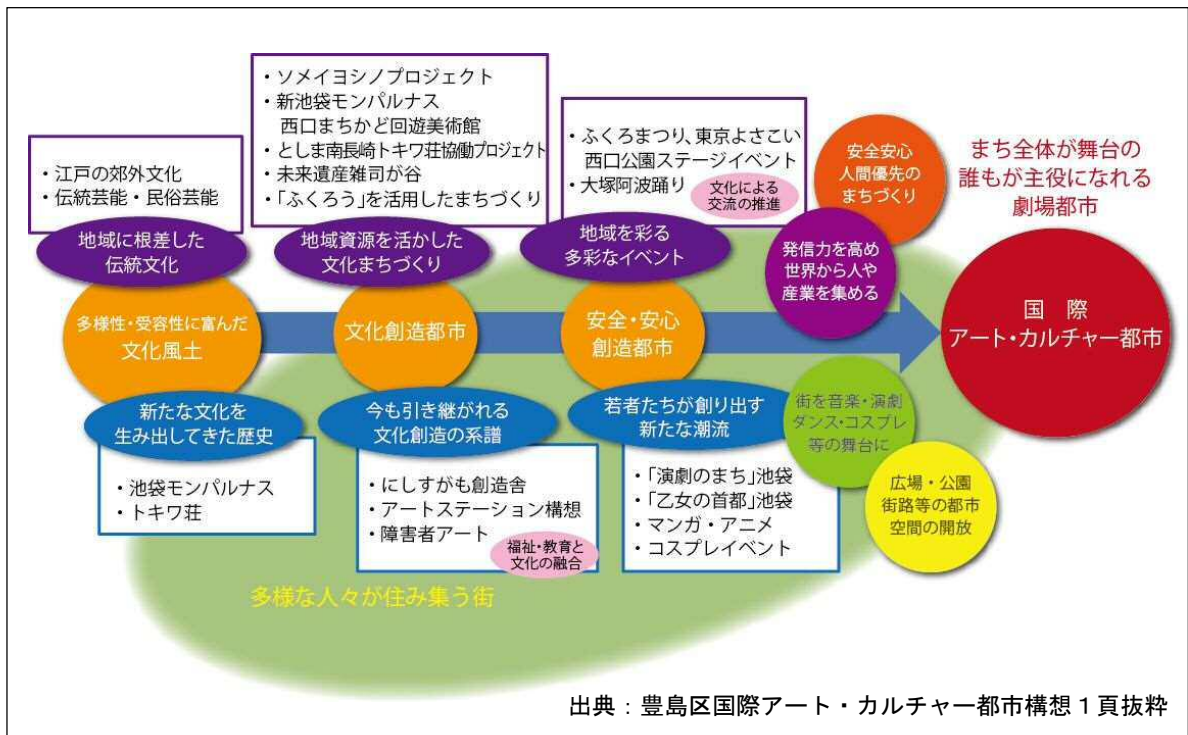 ・江戸の郊外文化
・伝統芸能・民俗芸能
地域に根差した
伝統文化
・ソメイヨシノプロジェクト
・新池袋モンパルナス
西口まちかど回遊美術館
・としま南長崎トキワ荘協働プロジェクト
・未来遺産雑司が谷
・「ふくろう」を活用したまちづくり
地域資源を活かした
文化まちづくり
・ふくろまつり、東京よさこい
西口公園ステージイベント
・大塚阿波踊り
文化による
交流の推進
地域を彩る
多彩なイベント
安全安心
人間優先の
まちづくり
発信力を高め
世界から人や
産業を集める
まち全体が舞台の
誰もが主役になれる
劇場都市
多様性・受容性に富んだ
文化風土
文化創造都市
安全・安心
創造都市
国 際
アート・カルチャー都市
新たな文化を
生み出してきた歴史
・池袋モンパルナス
・トキワ荘
今も引き継がれる
文化創造の系譜
・にしすがも創造舎
・アートステーション構想
・障害者アート
福祉・教育と
文化の融合
若者たちが創り出す
新たな潮流
・「演劇のまち」池袋
・「乙女の首都」池袋
・マンガ・アニメ
・コスプレイベント
街を音楽・演劇
ダンス・コスプレ
等の舞台に
広場・公園
街路等の都市
空間の開放
多様な人々が住み集う街
出典：豊島区国際アート・カルチャー都市構想1頁抜粋